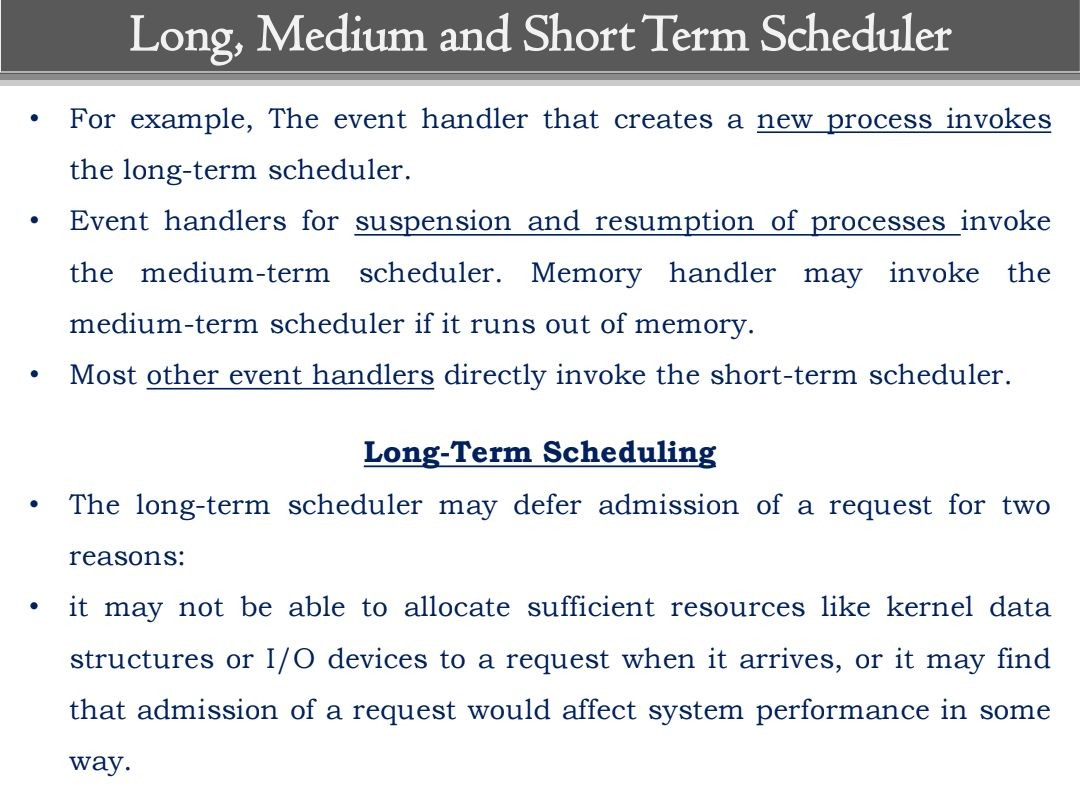 Long, Medium and Short Term Scheduler
• For example, The event handler that creates a new process invokes
the long-term scheduler.
• Event handlers for suspension and resumption of processes invoke
the medium-term scheduler. Memory handler may invoke the
medium-term scheduler if it runs out of memory.
• Most other event handlers directly invoke the short-term scheduler.
Long-Term Scheduling
• The long-term scheduler may defer admission of a request for two
reasons:
• it may not be able to allocate sufficient resources like kernel data
structures or I/O devices to a request when it arrives, or it may find
that admission of a request would affect system performance in some
way.